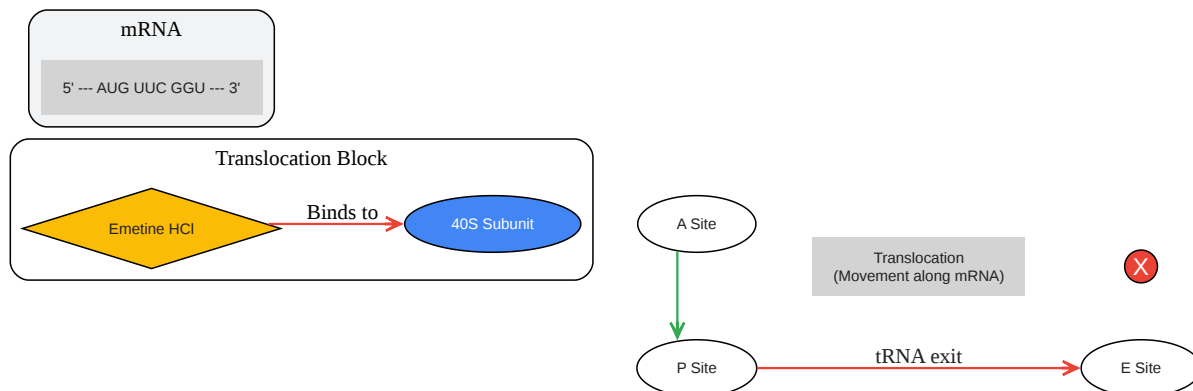 mRNA
5' --- AUG UUC GGU --- 3'
Translocation Block
Emetine HCl
Binds to
40S Subunit
A Site
Translocation
(Movement along mRNA)
X
P Site
tRNA exit
E Site